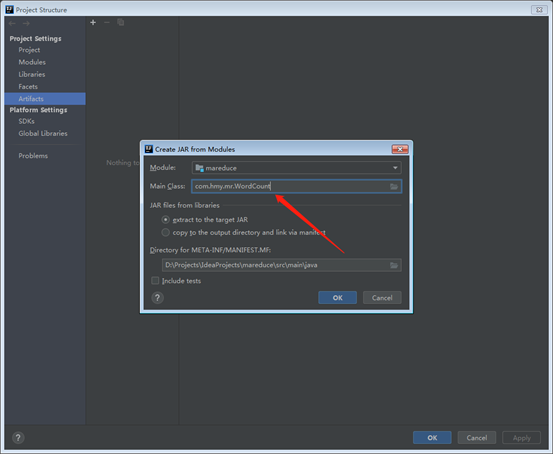 Project Structure
Project Settings
Project
Modules
Libraries
Facets
Artifacts
Platform Settings
SDKs
Global Libraries
Problems
Nothing to
Create JAR from Modules
Module: mareduce
Main Class: com.hmy.mr.WordCount
JAR files from libraries
extract to the target JAR
copy to the output directory and link via manifest
Directory for META-INF/MANIFEST.MF:
D:\Projects\IdeaProjects\mareduce\src\main\java
Include tests
?
OK
Cancel
?
OK
Cancel
Apply